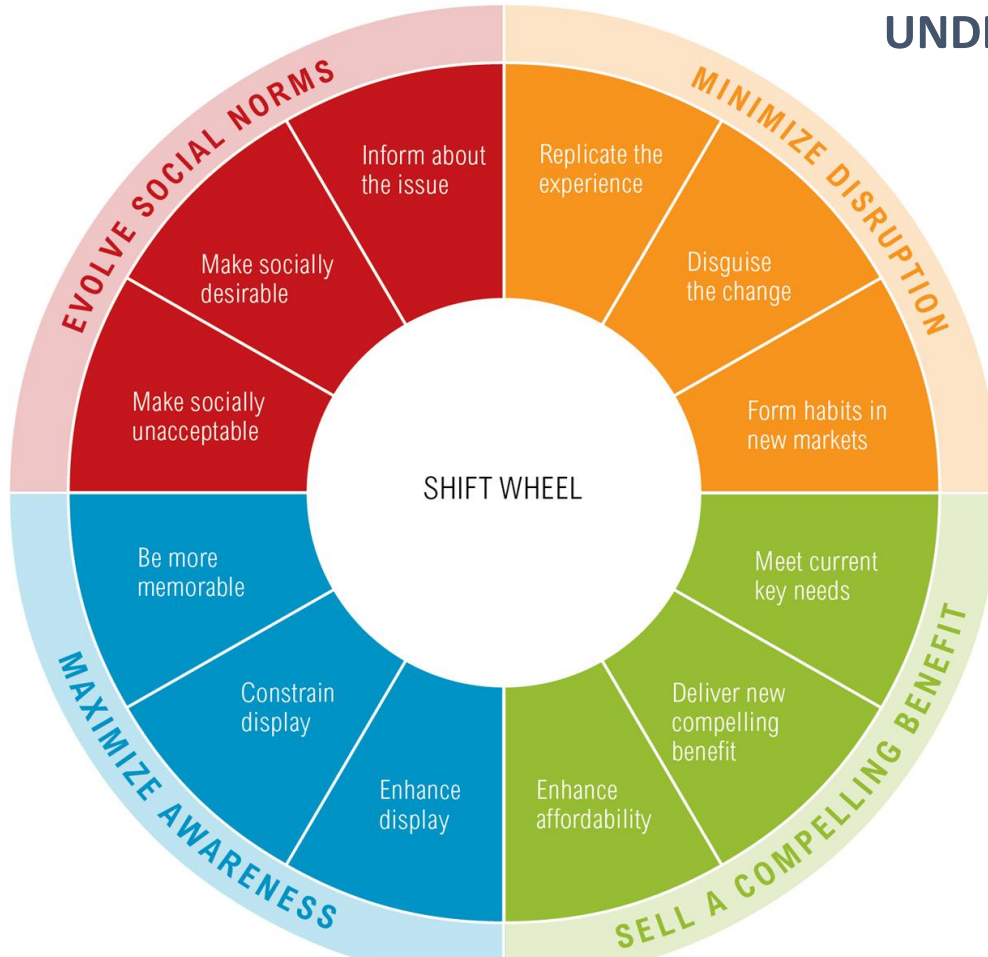 UND
EVOLVE SOCIAL NORMS
MINIMIZE DISRUPTION
Inform about
the issue
Replicate the
experience
Make socially
desirable
Disguise
the change
Make socially
unacceptable
Form habits in
new markets
SHIFT WHEEL
Be more
memorable
Meet current
key needs
Constrain
display
Deliver new
compelling
benefit
Enhance
display
Enhance
affordability
MAXIMIZE AWARENESS
SELL A COMPELLING BENEFIT